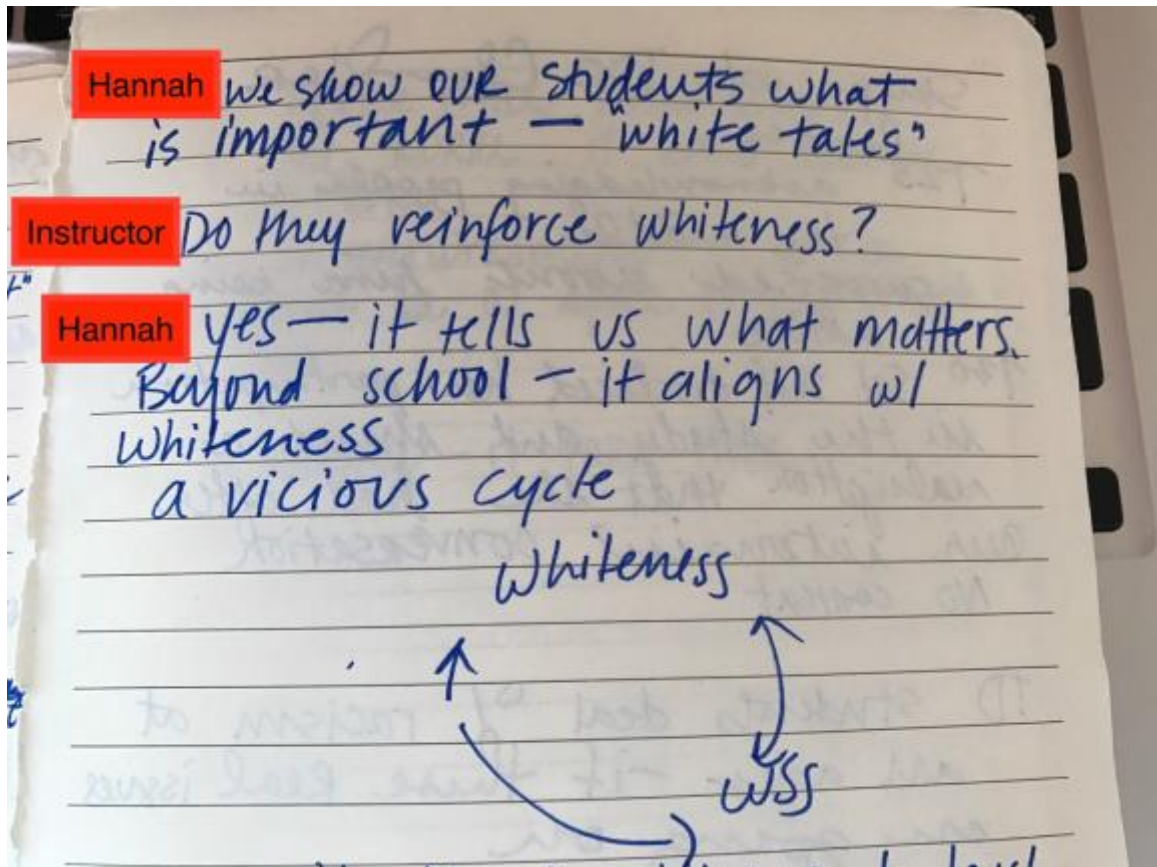 Hannah we show our students what
is important — "white tales"
Instructor Do they reinforce whiteness?
Hannah yes — it tells us what matters.
Beyond school — it aligns w/
whiteness
a vicious cycle
whiteness
WSS